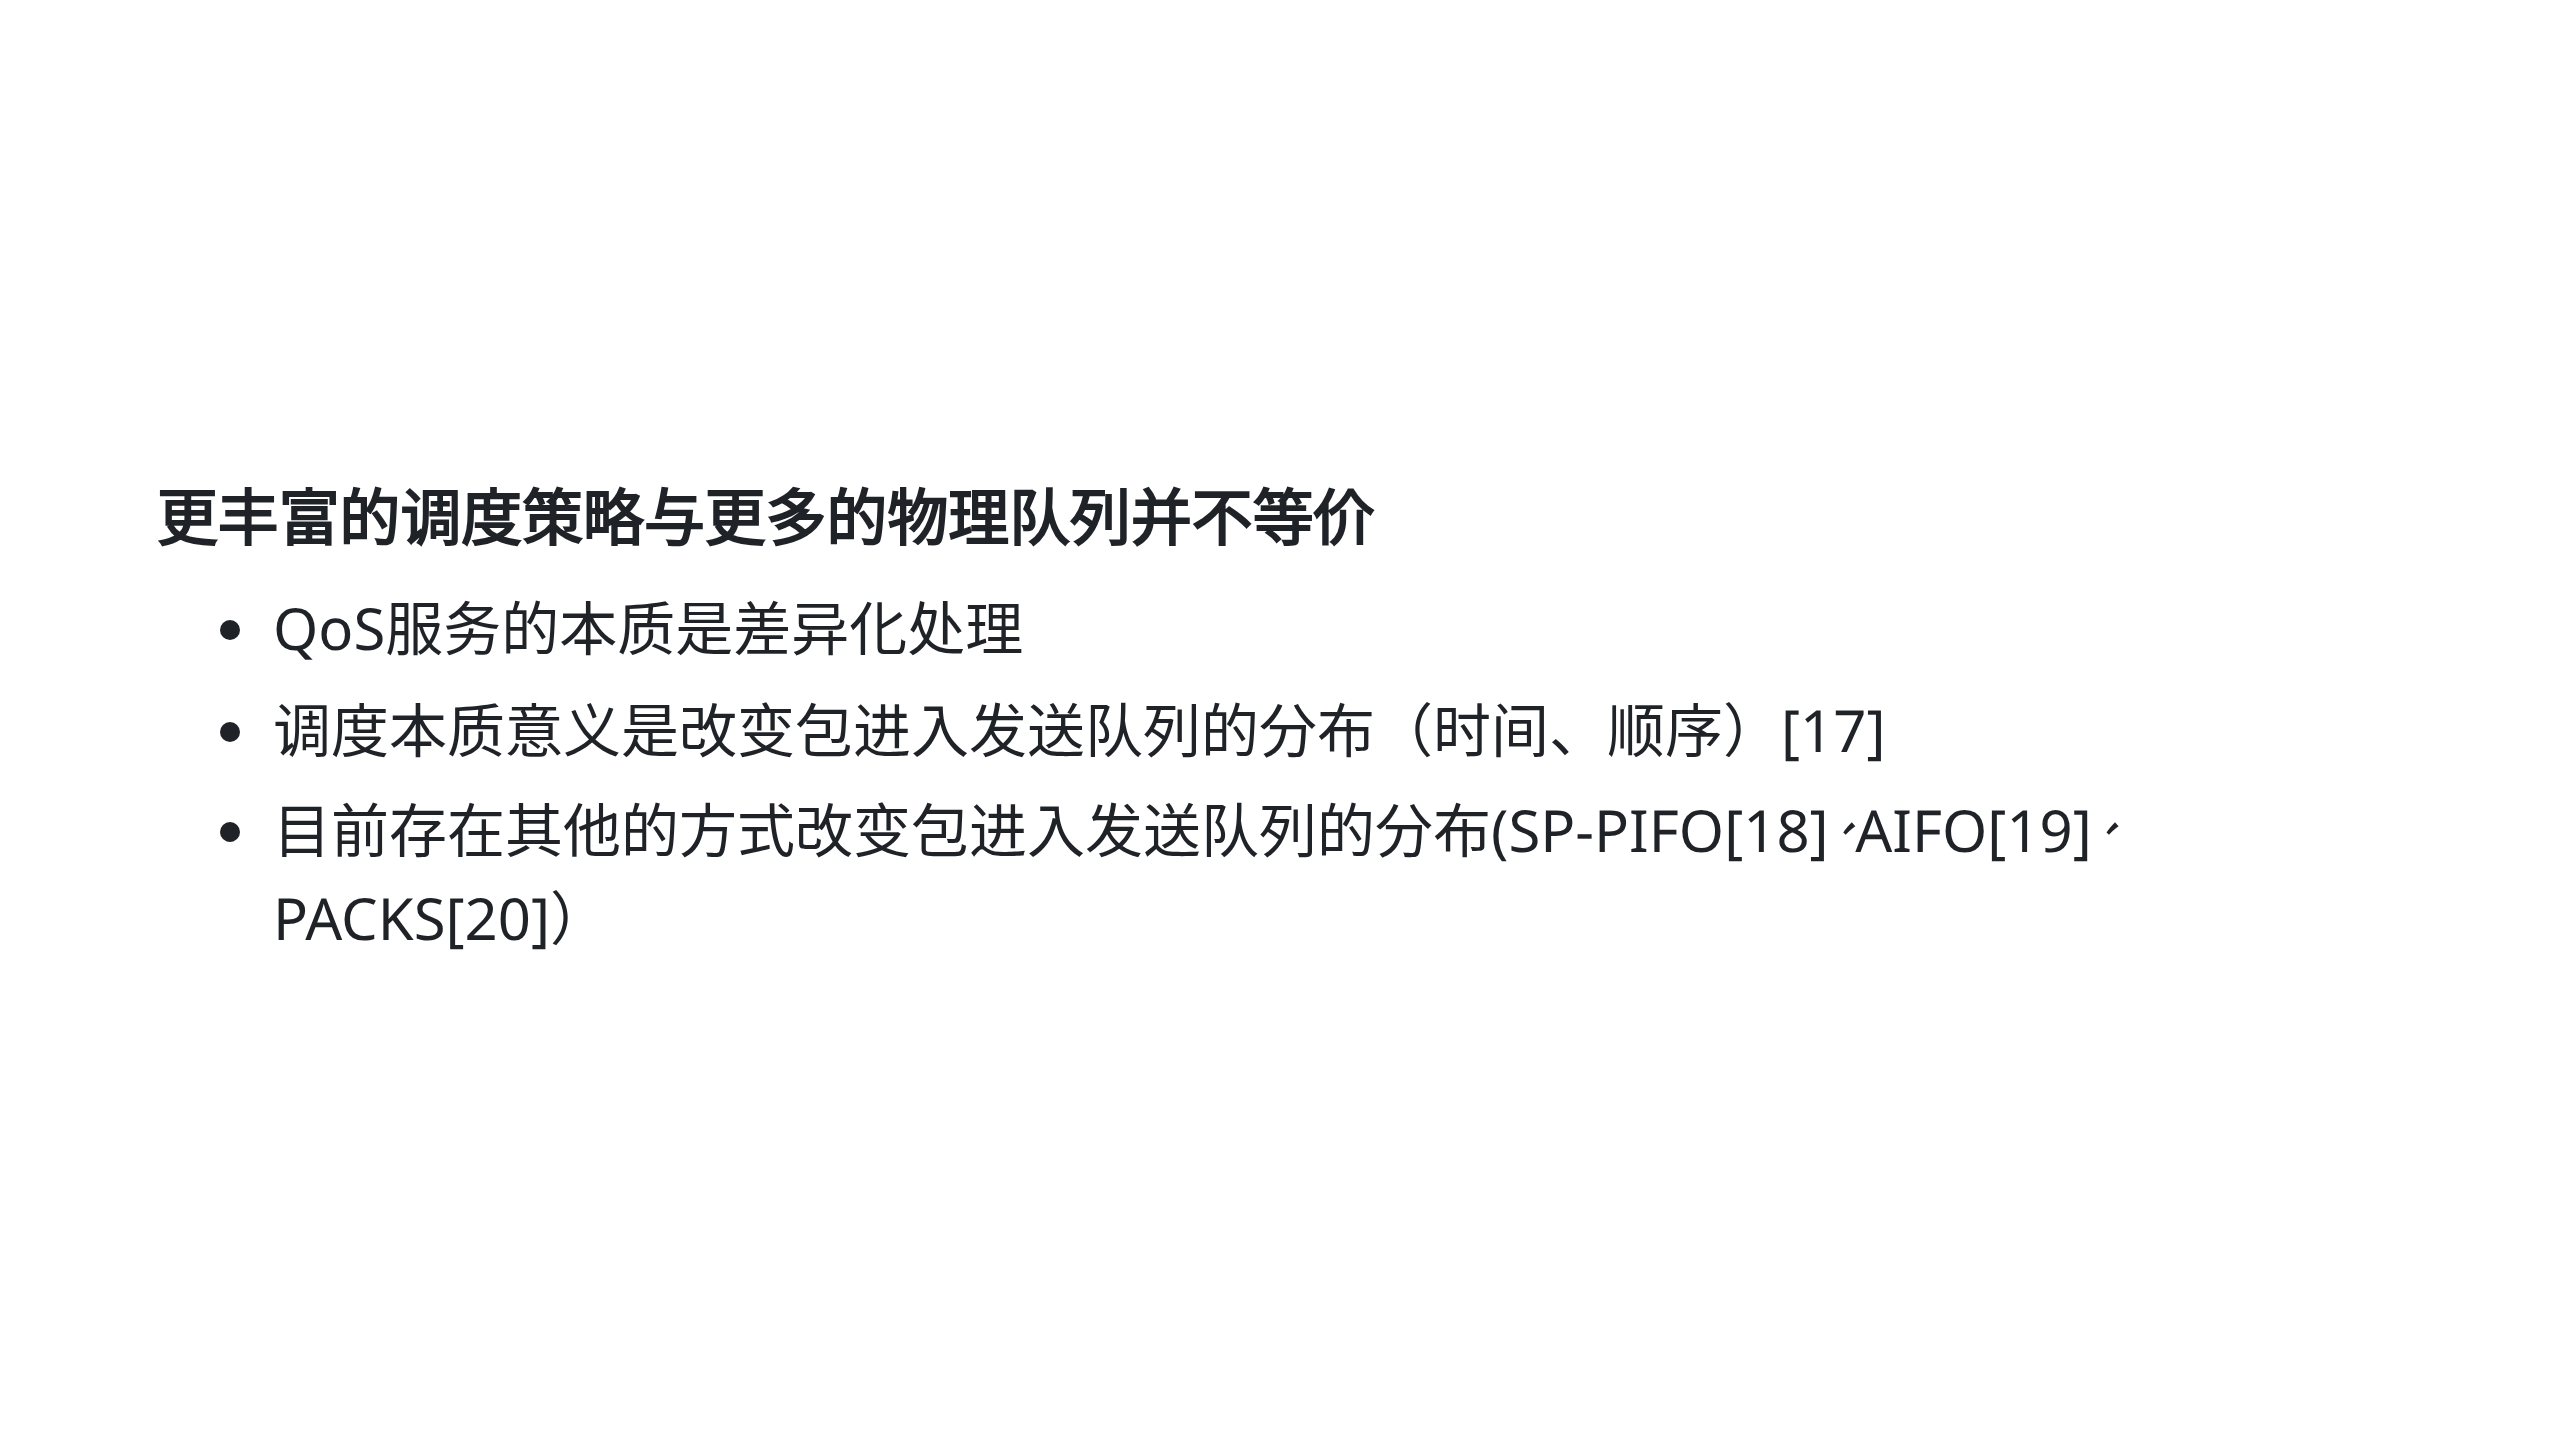 更丰富的调度策略与更多的物理队列并不等价
• QoS服务的本质是差异化处理
• 调度本质意义是改变包进入发送队列的分布（时间、顺序）[17]
• 目前存在其他的方式改变包进入发送队列的分布(SP-PIFO[18]ˊAIFO[19]ˊ
PACKS[20]）